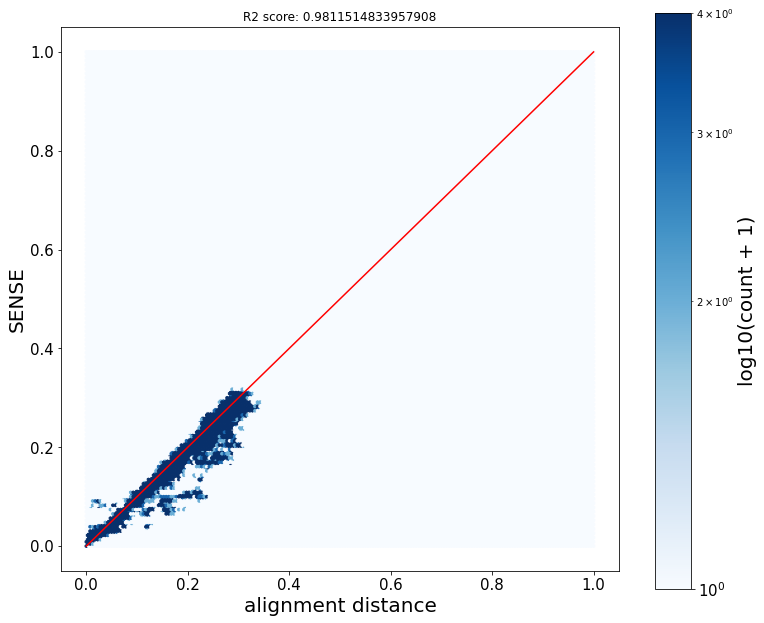 R2 score: 0.9811514833957908
1.0
0.8
0.6
0.4
0.2
0.0
SENSE
0.0 0.2 0.4 0.6 0.8 1.0
alignment distance
4 × 10⁰
3 × 10⁰
2 × 10⁰
10⁰
log10(count + 1)